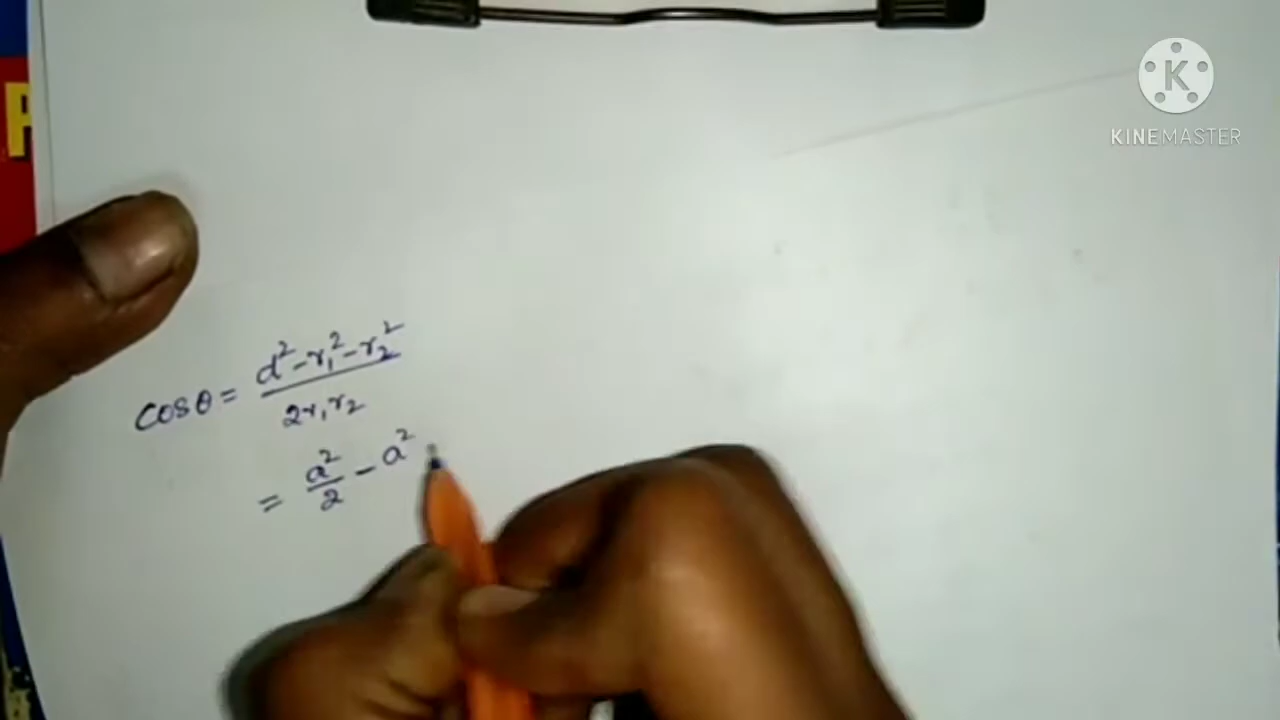 cosθ = d² - r₁² - r₂² / 2r₁r₂
= a²/2 - a²
K
KINEMASTER